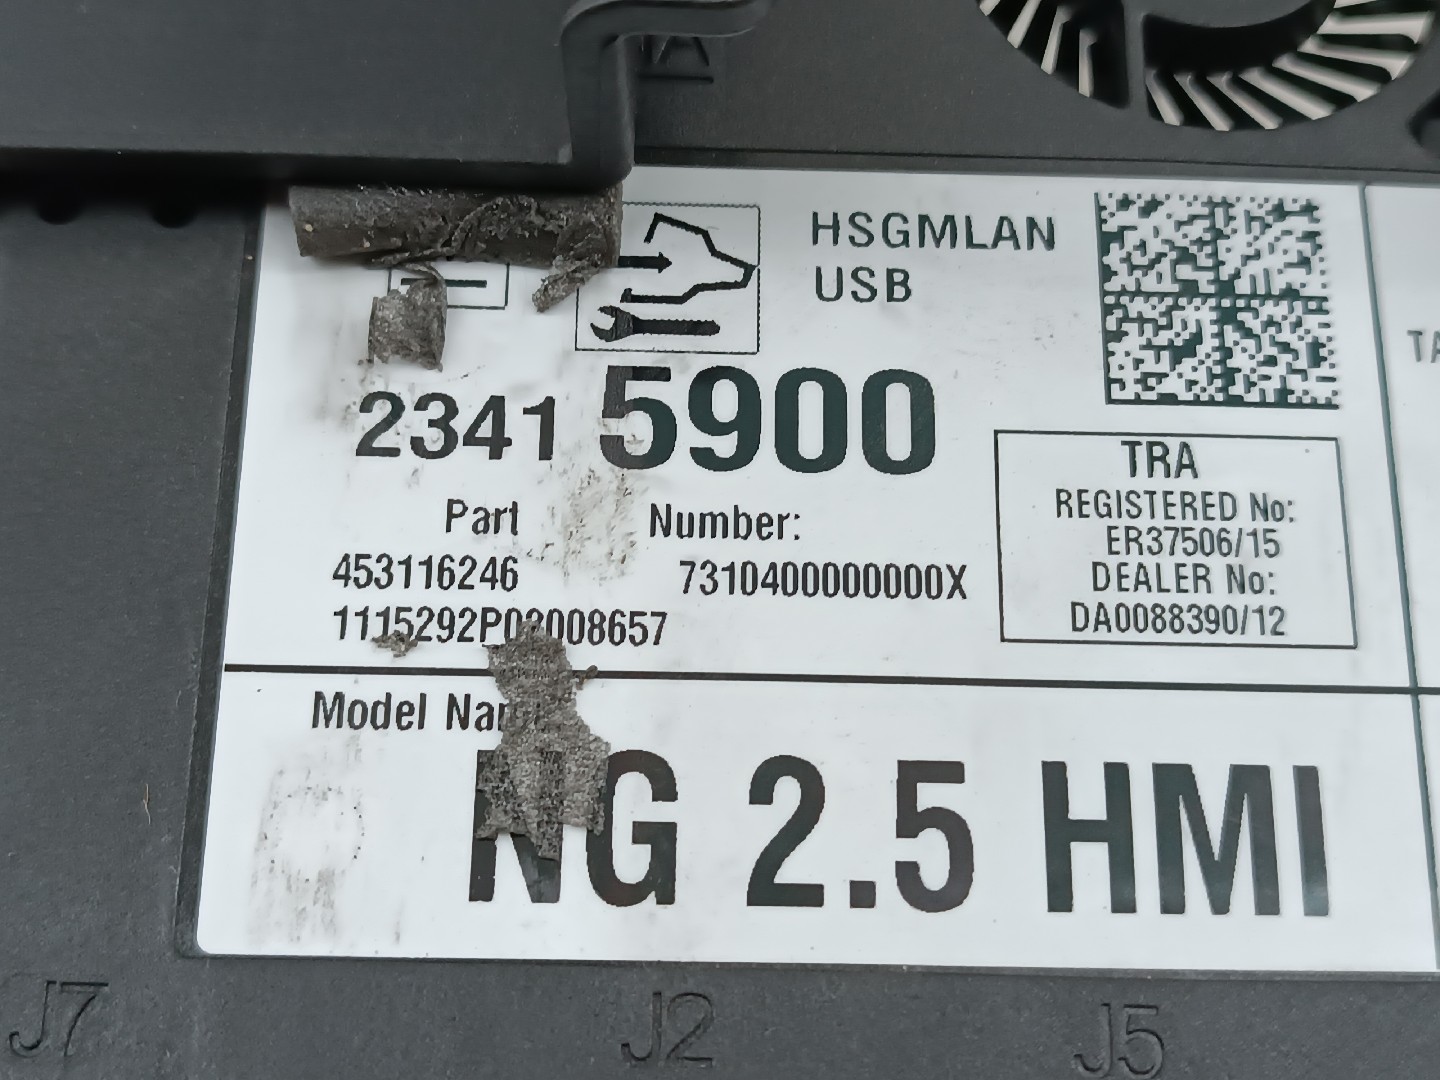 HSGMLAN
USB
2341 5900
Part Number:
453116246 7310400000000X
TRA
REGISTERED No:
ER37506/15
DEALER No:
DA0088390/12
Model
NG 2.5 HMI
J7 J2 J5